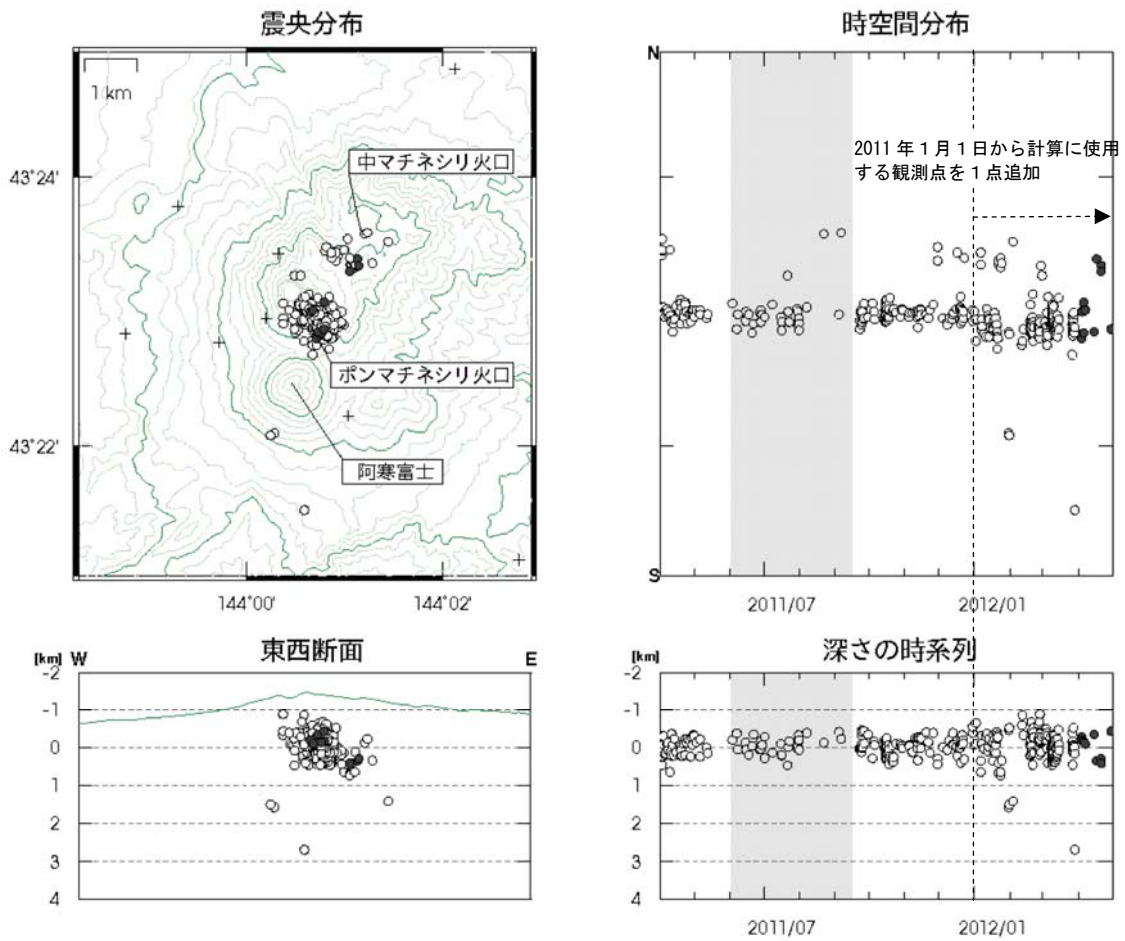 震央分布
1 km
43°24'
43°22'
中マチネシリ火口
ポンマチネシリ火口
阿寒富士
144°00'
144°02'
時空間分布
N
S
2011年1月1日から計算に使用
する観測点を1点追加
2011/07
2012/01
東西断面
[km] W
E
-2
-1
0
1
2
3
4
深さの時系列
[km]
-2
-1
0
1
2
3
4
2011/07
2012/01